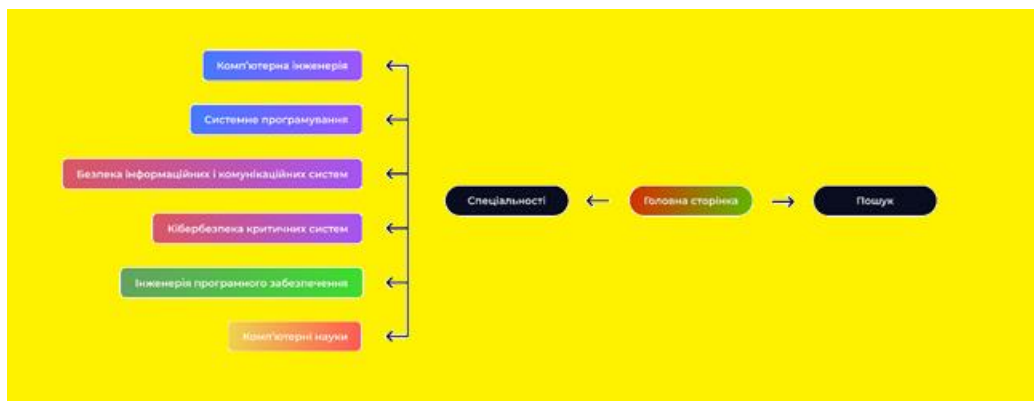 Комп'ютерна інженерія
Системне програмування
Безпека інформаційних і комунікаційних систем
Кібербезпека критичних систем
Інженерія програмного забезпечення
Комп'ютерні науки
Спеціальності
Головна сторінка
Пошук